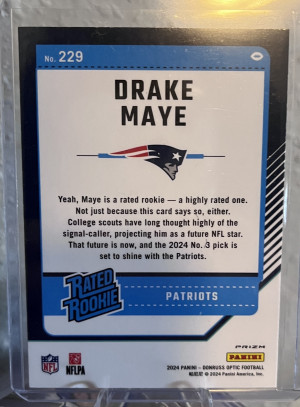 No. 229
DRAKE
MAYE
Yeah, Maye is a rated rookie — a highly rated one.
Not just because this card says so, either.
College scouts have long thought highly of the
signal-caller, projecting him as a future NFL star.
That future is now, and the 2024 No. 3 pick is
set to shine with the Patriots.
RATED
ROOKIE
PATRIOTS
PRIZM
PANINI
NFL
NFLPA
2024 PANINI – DONRUSS OPTIC FOOTBALL
© 2024 Panini America, Inc.